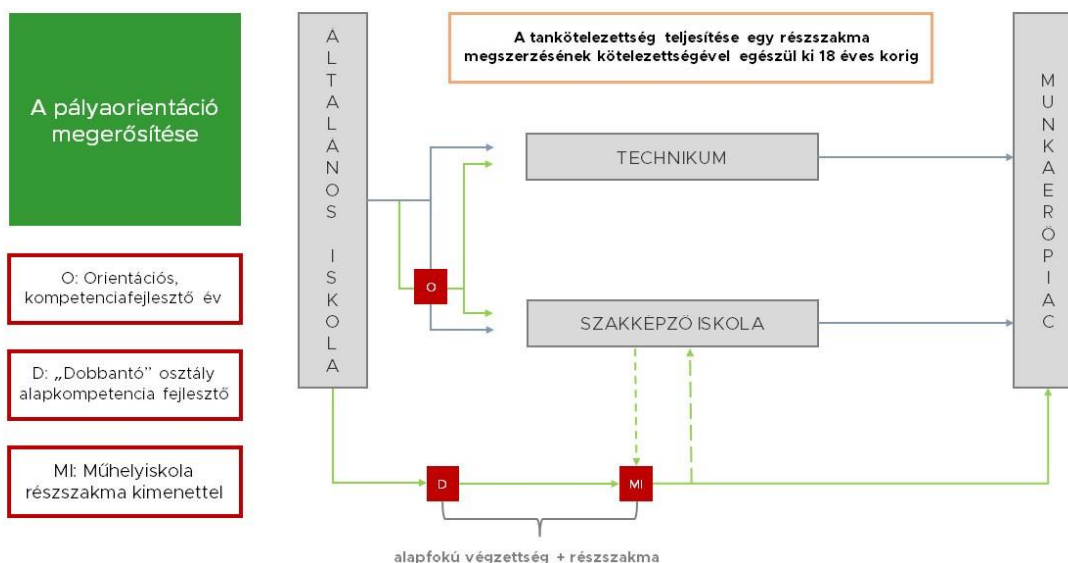 A pályaorientáció
megerősítése
O: Orientációs,
kompetenciafejlesztő év
D: „Dobbantó” osztály
alapkompetencia fejlesztő
MI: Műhelyiskola
részszakma kimenettel
ALTALANOS ISKOLA
A tankötelezettség teljesítése egy részszakma
megszerzésének kötelezettségével egészül ki 18 éves korig
TECHNIKUM
O
SZAKKÉPZŐ ISKOLA
D
MI
alapfokú végzettség + részszakma
MUNKAERŐPIAC